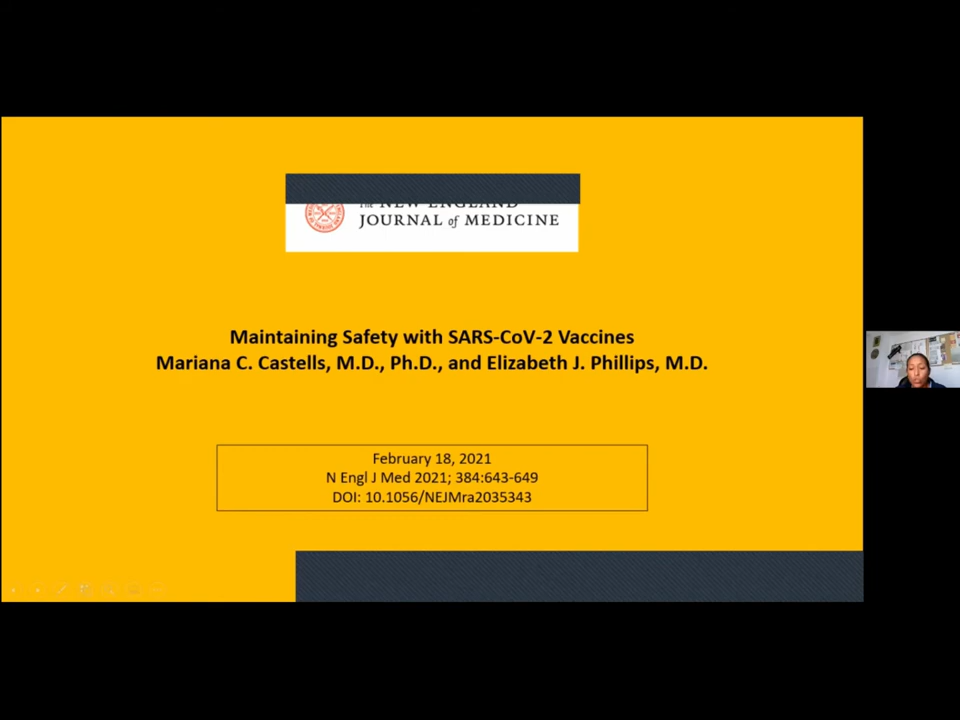 The NEW ENGLAND
JOURNAL of MEDICINE
Maintaining Safety with SARS-CoV-2 Vaccines
Mariana C. Castells, M.D., Ph.D., and Elizabeth J. Phillips, M.D.
February 18, 2021
N Engl J Med 2021; 384:643-649
DOI: 10.1056/NEJMra2035343